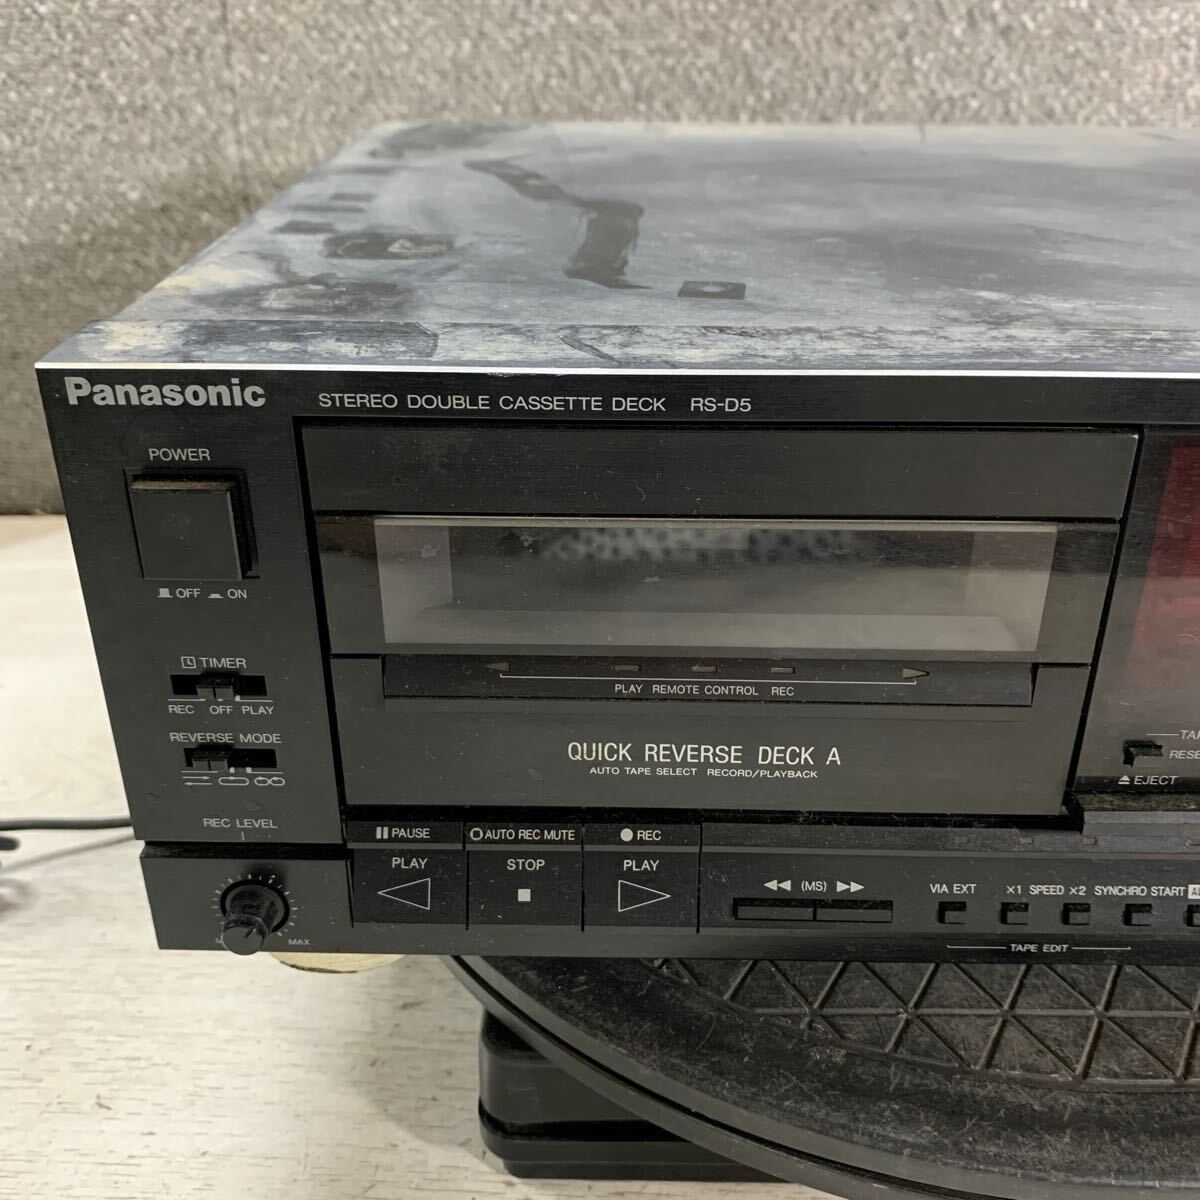 Panasonic STEREO DOUBLE CASSETTE DECK RS-D5
POWER
OFF ON
TIMER
REC OFF PLAY
REVERSE MODE
REC LEVEL
MAX
PLAY REMOTE CONTROL REC
QUICK REVERSE DECK A
AUTO TAPE SELECT RECORD/PLAYBACK
EJECT
PAUSE AUTO REC MUTE REC
PLAY STOP PLAY
(MS)
VIA EXT ×1 SPEED ×2 SYNCHRO START
TAPE EDIT